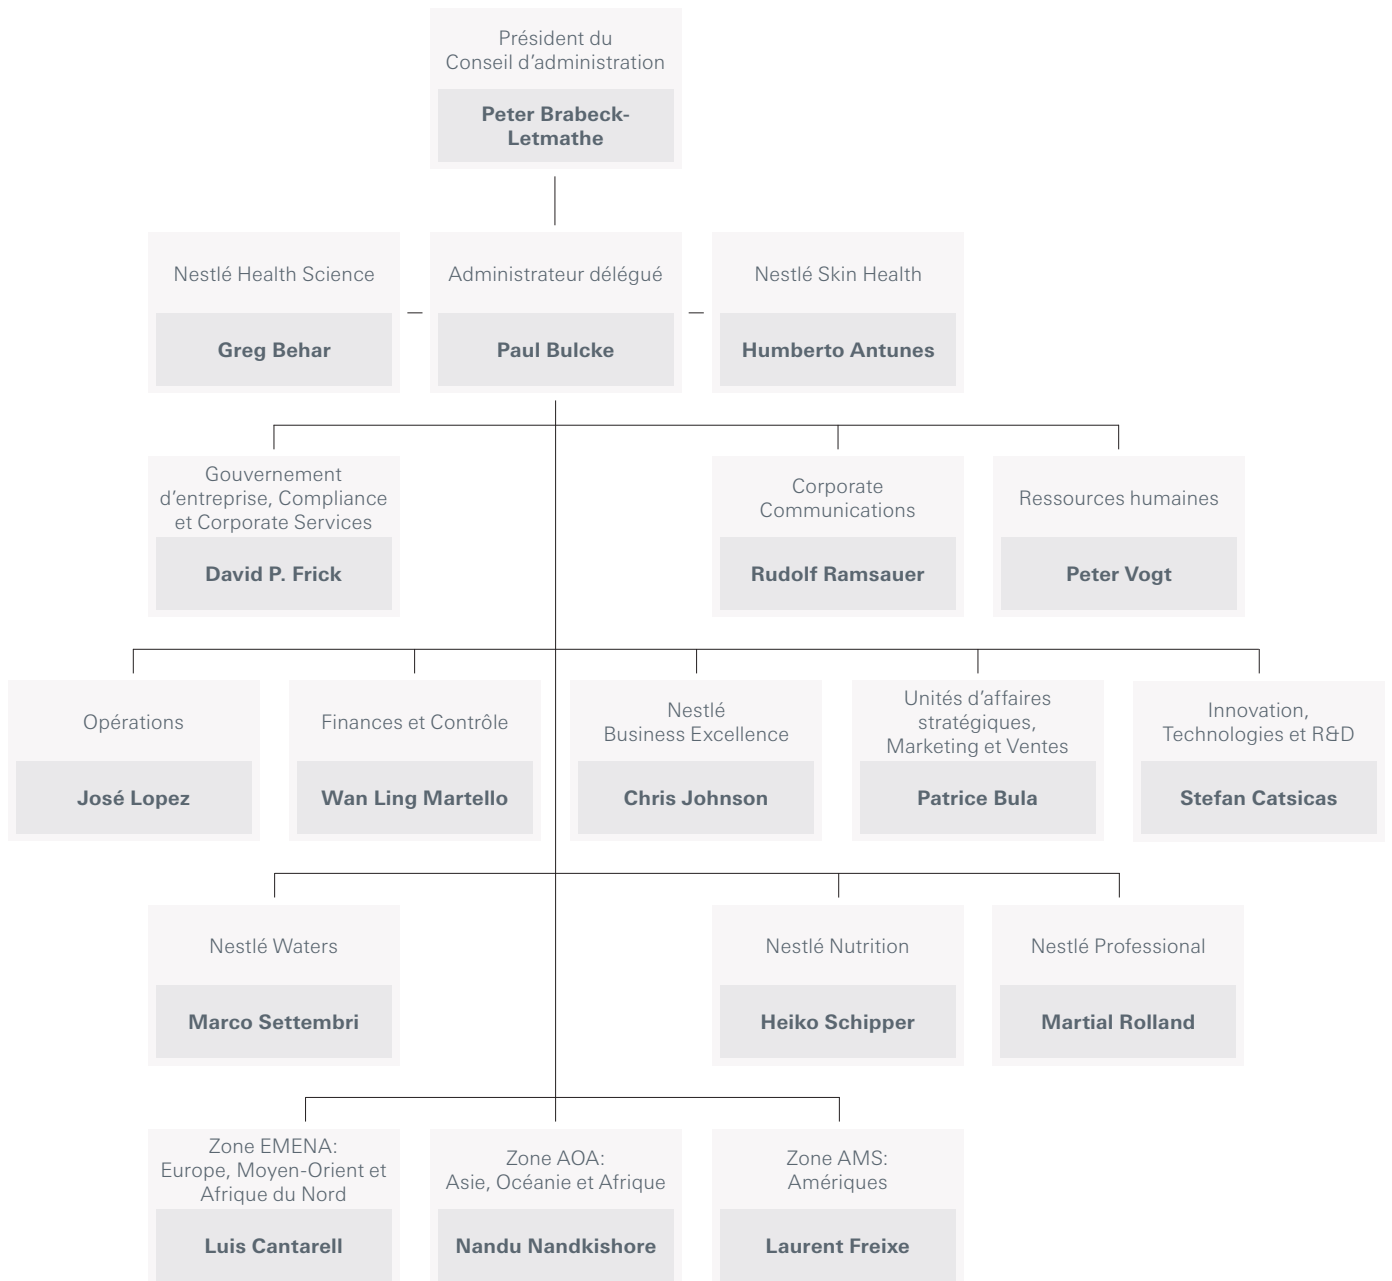 Président du
Conseil d'administration
Peter Brabeck-
Letmathe
Nestlé Health Science
Greg Behar
Administrateur délégué
Paul Bulcke
Nestlé Skin Health
Humberto Antunes
Gouvernement
d'entreprise, Compliance
et Corporate Services
David P. Frick
Corporate
Communications
Rudolf Ramsauer
Ressources humaines
Peter Vogt
Opérations
José Lopez
Finances et Contrôle
Wan Ling Martello
Nestlé
Business Excellence
Chris Johnson
Unités d'affaires
stratégiques,
Marketing et Ventes
Patrice Bula
Innovation,
Technologies et R&D
Stefan Catsicas
Nestlé Waters
Marco Settembri
Nestlé Nutrition
Heiko Schipper
Nestlé Professional
Martial Rolland
Zone EMENA:
Europe, Moyen-Orient et
Afrique du Nord
Luis Cantarell
Zone AOA:
Asie, Océanie et Afrique
Nandu Nandkishore
Zone AMS:
Amériques
Laurent Freixe